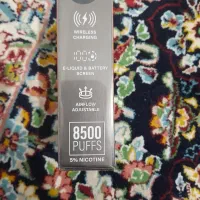 WIRELESS
CHARGING
E-LIQUID & BATTERY
SCREEN
AIRFLOW
ADJUSTABLE
8500
PUFFS
5% NICOTINE